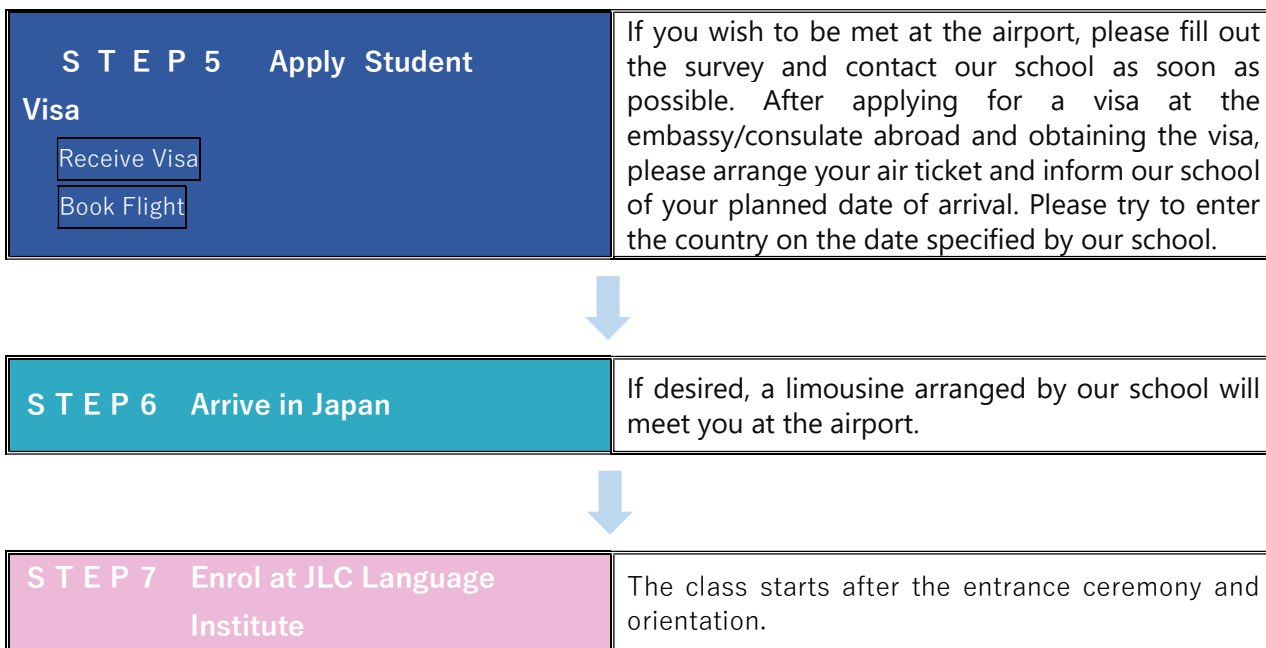 ＳＴＥＰ５ Apply Student
Visa
Receive Visa
Book Flight
If you wish to be met at the airport, please fill out
the survey and contact our school as soon as
possible. After applying for a visa at the
embassy/consulate abroad and obtaining the visa,
please arrange your air ticket and inform our school
of your planned date of arrival. Please try to enter
the country on the date specified by our school.
ＳＴＥＰ６ Arrive in Japan
If desired, a limousine arranged by our school will
meet you at the airport.
ＳＴＥＰ７ Enrol at JLC Language
Institute
The class starts after the entrance ceremony and
orientation.